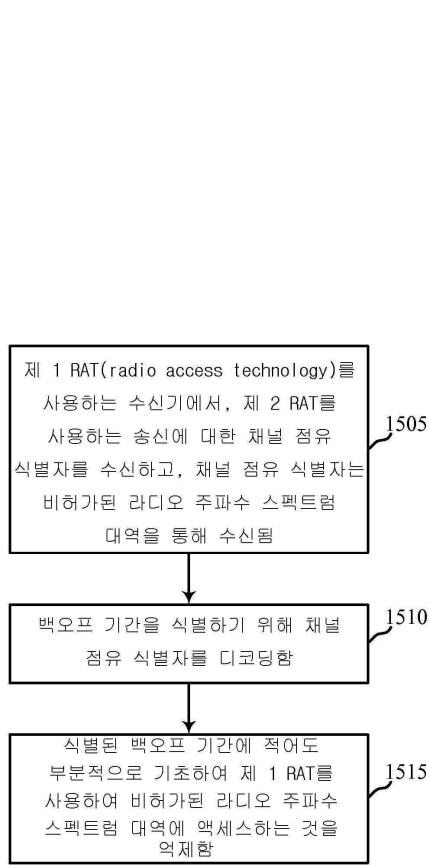 제 1 RAT(radio access technology)를
사용하는 수신기에서, 제 2 RAT를
사용하는 송신에 대한 채널 점유
식별자를 수신하고, 채널 점유 식별자는
비허가된 라디오 주파수 스펙트럼
대역을 통해 수신됨
1505
백오프 기간을 식별하기 위해 채널
점유 식별자를 디코딩함
1510
식별된 백오프 기간에 적어도
부분적으로 기초하여 제 1 RAT를
사용하여 비허가된 라디오 주파수
스펙트럼 대역에 액세스하는 것을
억제함
1515